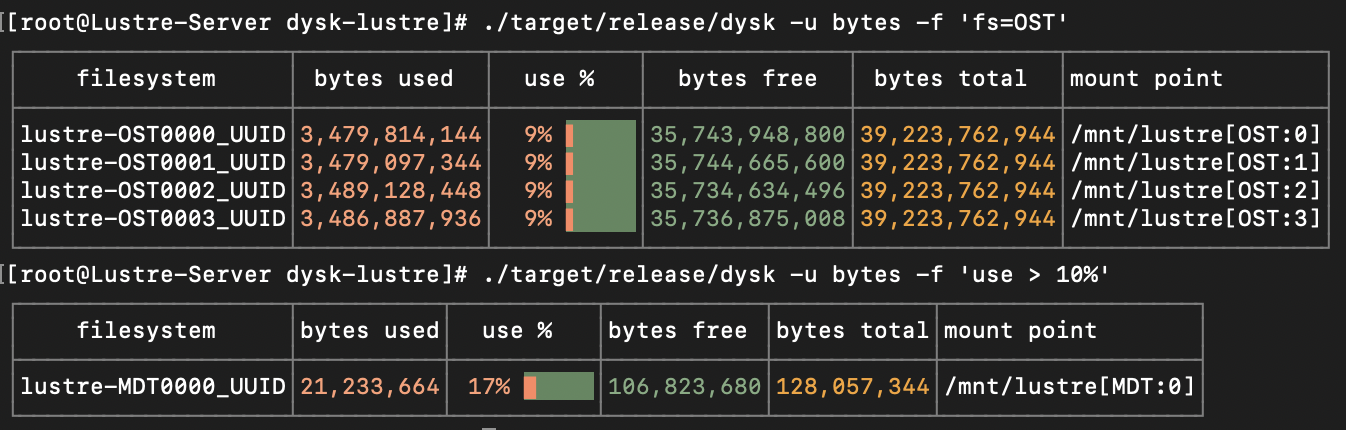 [[root@Lustre-Server dysk-lustre]# ./target/release/dysk -u bytes -f 'fs=OST'
filesystem bytes used use % bytes free bytes total mount point
lustre-OST0000_UUID 3,479,814,144 9% 35,743,948,800 39,223,762,944 /mnt/lustre[OST:0]
lustre-OST0001_UUID 3,479,097,344 9% 35,744,665,600 39,223,762,944 /mnt/lustre[OST:1]
lustre-OST0002_UUID 3,489,128,448 9% 35,734,634,496 39,223,762,944 /mnt/lustre[OST:2]
lustre-OST0003_UUID 3,486,887,936 9% 35,736,875,008 39,223,762,944 /mnt/lustre[OST:3]
[[root@Lustre-Server dysk-lustre]# ./target/release/dysk -u bytes -f 'use > 10%'
filesystem bytes used use % bytes free bytes total mount point
lustre-MDT0000_UUID 21,233,664 17% 106,823,680 128,057,344 /mnt/lustre[MDT:0]